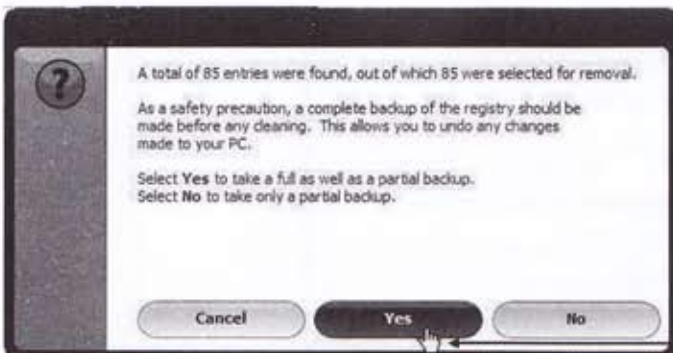 A total of 85 entries were found, out of which 85 were selected for removal.
As a safety precaution, a complete backup of the registry should be
made before any cleaning. This allows you to undo any changes
made to your PC.
Select Yes to take a full as well as a partial backup.
Select No to take only a partial backup.
Cancel Yes No